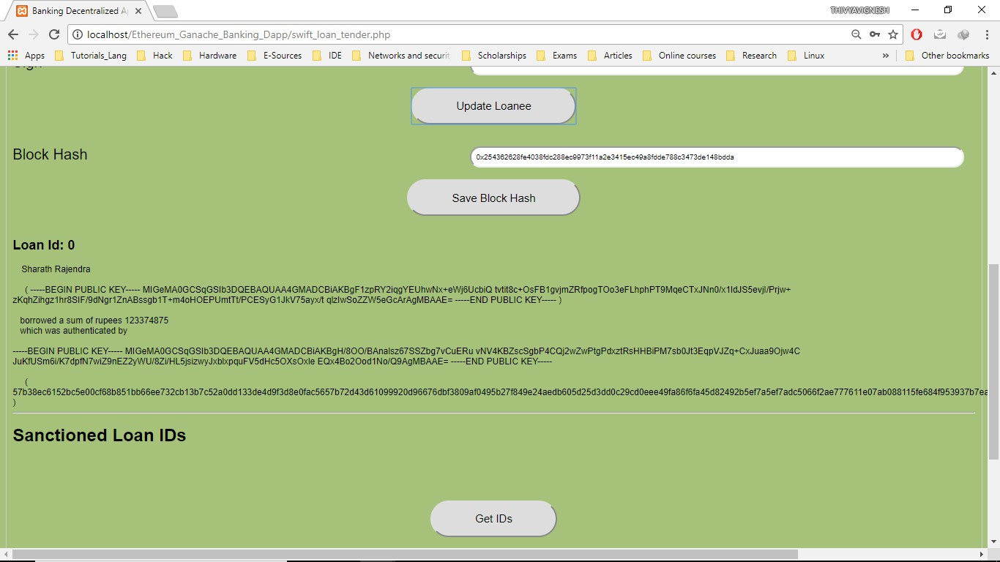 Banking Decentralized Ap
THIVYAVIGNESH
localhost/Ethereum_Ganache_Banking_Dapp/swift_loan_tender.php
Apps Tutorials_Lang Hack Hardware E-Sources IDE Networks and securit Scholarships Exams Articles Online courses Research Linux » Other bookmarks
Sign
Update Loanee
Block Hash 0x254362628fe4038fdc288ec9973f11a2e3415ec49a8fdde788c3473de148bdda
Save Block Hash
Loan Id: 0
Sharath Rajendra
( -----BEGIN PUBLIC KEY----- MIGeMA0GCSqGSIb3DQEBAQUAA4GMADCBiAKBgF1zpRY2iqgYEUhwNx+eWj6UcbiQ tvtit8c+OsFB1gvjmZRfpogTOo3eFLhphPT9MqeCTxJNn0/x1IdJS5evjI/Prjw+
zKqhZihgz1hr8SIF/9dNgr1ZnABssgb1T+m4oHOEPUmtTt/PCESyG1JkV75ayx/t qlzIwSoZZW5eGcArAgMBAAE= -----END PUBLIC KEY----- )
borrowed a sum of rupees 123374875
which was authenticated by
-----BEGIN PUBLIC KEY----- MIGeMA0GCSqGSIb3DQEBAQUAA4GMADCBiAKBgH/8OO/BAnalsz67SSZbg7vCuERu vNV4KBZscSgbP4CQj2wZwPtgPdxztRsHHBiPM7sb0Jt3EqpVJZq+CxJuaa9Ojw4C
JuKfUSm6i/K7dpfN7wiZ9nEZ2yWU/8Zi/HL5jsizwyJxblxpquFV5dHc5OXsOxle EQx4Bo2Ood1No/Q9AgMBAAE= -----END PUBLIC KEY-----
(
57b38ec6152bc5e00cf68b851bb66ee732cb13b7c52a0dd133de4d9f3d8e0fac5657b72d43d61099920d96676dbf3809af0495b27f849e24aedb605d25d3dd0c29cd0eee49fa86f6fa45d82492b5ef7a5ef7adc5066f2ae777611e07ab088115fe684f953937b7ea
)
Sanctioned Loan IDs
Get IDs